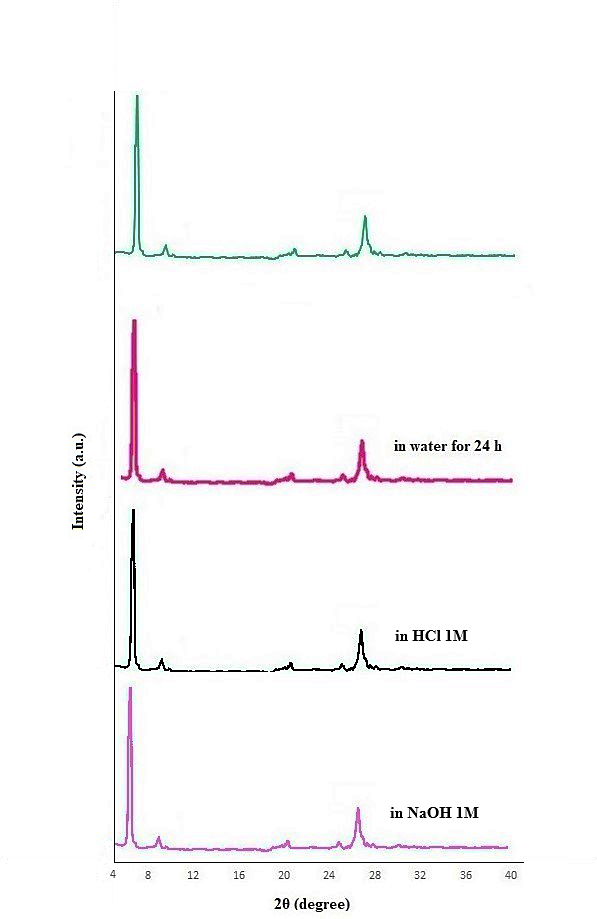 in water for 24 h
Intensity (a.u.)
in HCl 1M
in NaOH 1M
4 8 12 16 20 24 28 32 36 40
2θ (degree)